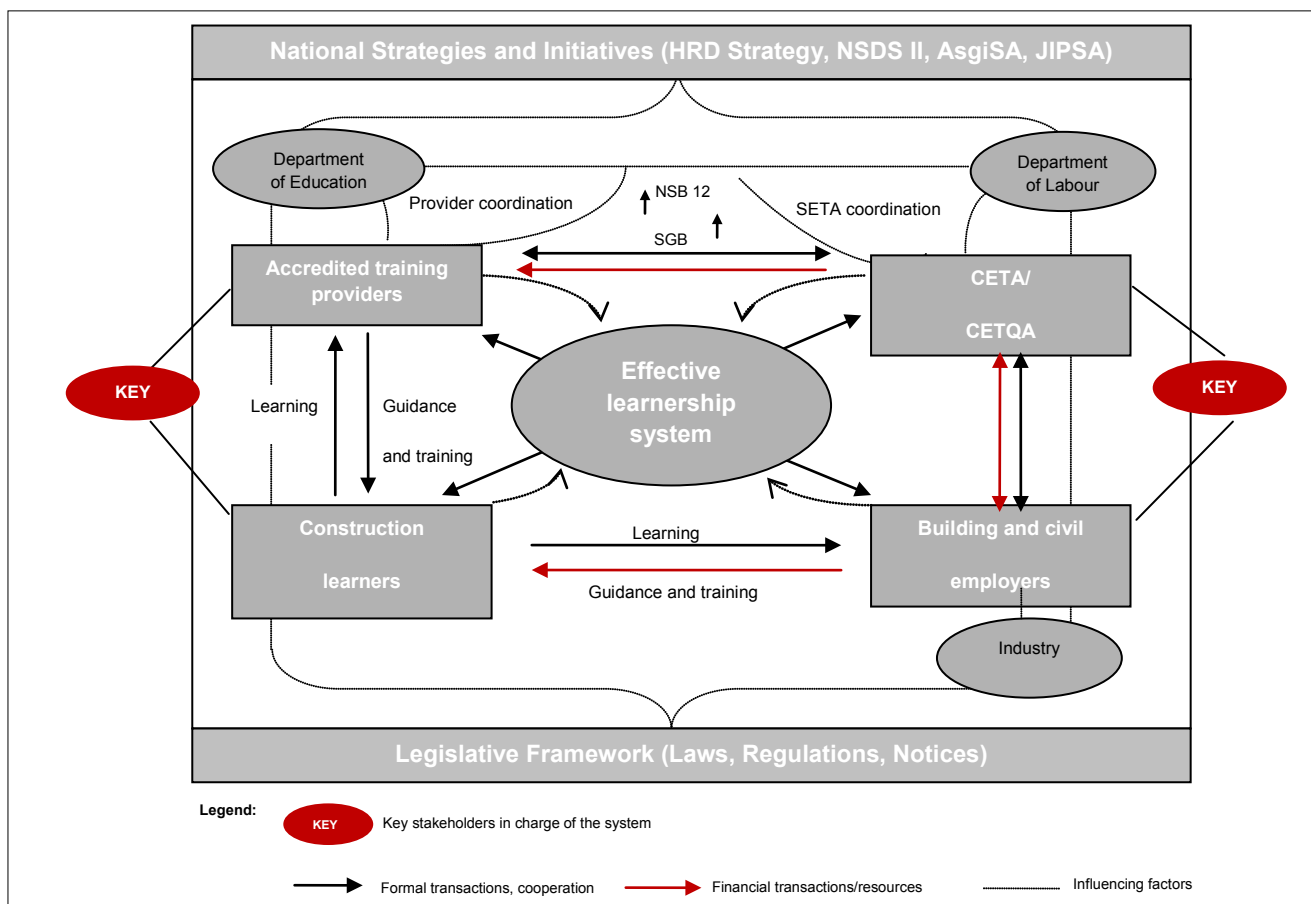 National Strategies and Initiatives (HRD Strategy, NSDS II, AsgiSA, JIPSA)
Department
of Education
Department
of Labour
Provider coordination
NSB 12
SGB
SETA coordination
Accredited training
providers
CETA/
CETQA
KEY
Learning
Guidance
and training
Effective
learnership
system
KEY
Construction
learners
Learning
Guidance and training
Building and civil
employers
Industry
Legislative Framework (Laws, Regulations, Notices)
Legend:
KEY
Key stakeholders in charge of the system
Formal transactions, cooperation
Financial transactions/resources
Influencing factors